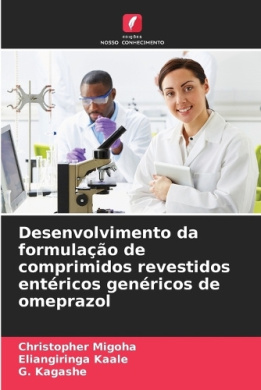 edições
NOSSO CONHECIMENTO
Desenvolvimento da
formulação de
comprimidos revestidos
entéricos genéricos de
omeprazol
Christopher Migoha
Eliangiringa Kaale
G. Kagashe